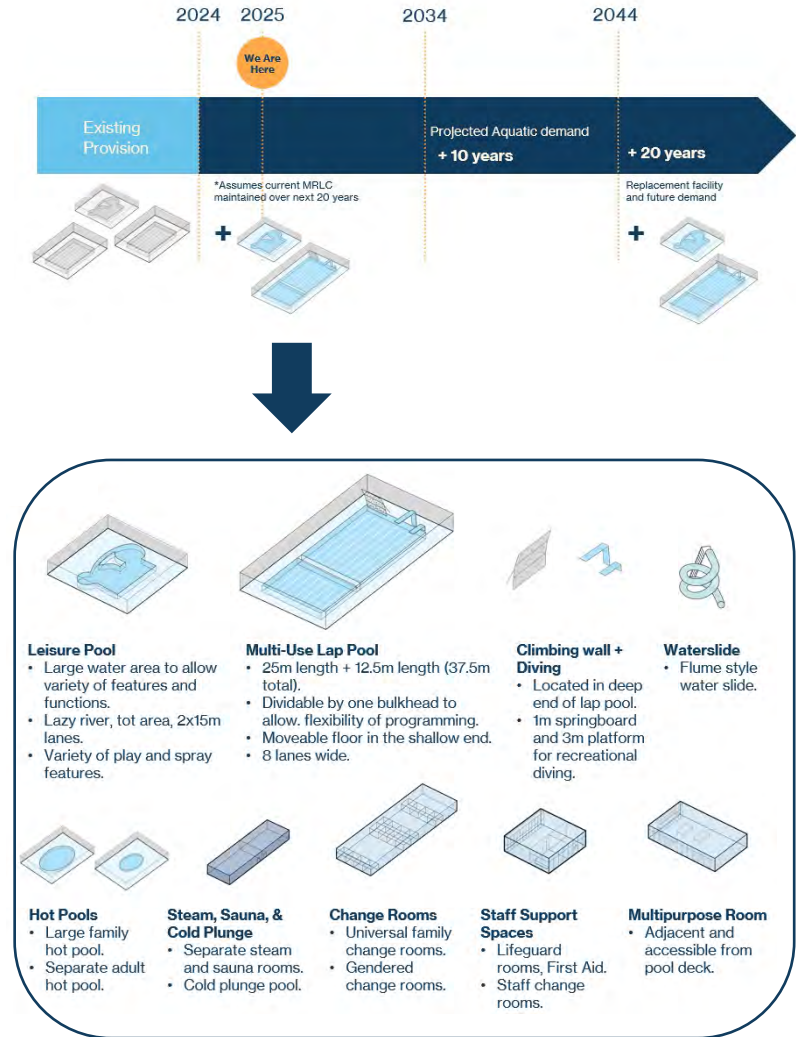 2024 2025 2034 2044
We Are
Here
Existing
Provision
Projected Aquatic demand
+ 10 years
+ 20 years
*Assumes current MRLC
maintained over next 20 years
Replacement facility
and future demand
+
+
Leisure Pool
• Large water area to allow
variety of features and
functions.
• Lazy river, tot area, 2x15m
lanes.
• Variety of play and spray
features.
Multi-Use Lap Pool
• 25m length + 12.5m length (37.5m
total).
• Dividable by one bulkhead to
allow. flexibility of programming.
• Moveable floor in the shallow end.
• 8 lanes wide.
Climbing wall +
Diving
• Located in deep
end of lap pool.
• 1m springboard
and 3m platform
for recreational
diving.
Waterslide
• Flume style
water slide.
Hot Pools
• Large family
hot pool.
• Separate adult
hot pool.
Steam, Sauna, &
Cold Plunge
• Separate steam
and sauna rooms.
• Cold plunge pool.
Change Rooms
• Universal family
change rooms.
• Gendered
change rooms.
Staff Support
Spaces
• Lifeguard
rooms, First Aid.
• Staff change
rooms.
Multipurpose Room
• Adjacent and
accessible from
pool deck.